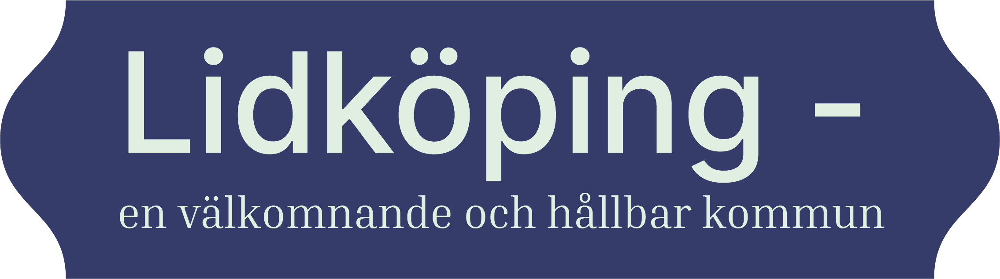 Lidköping –
en välkomnande och hållbar kommun